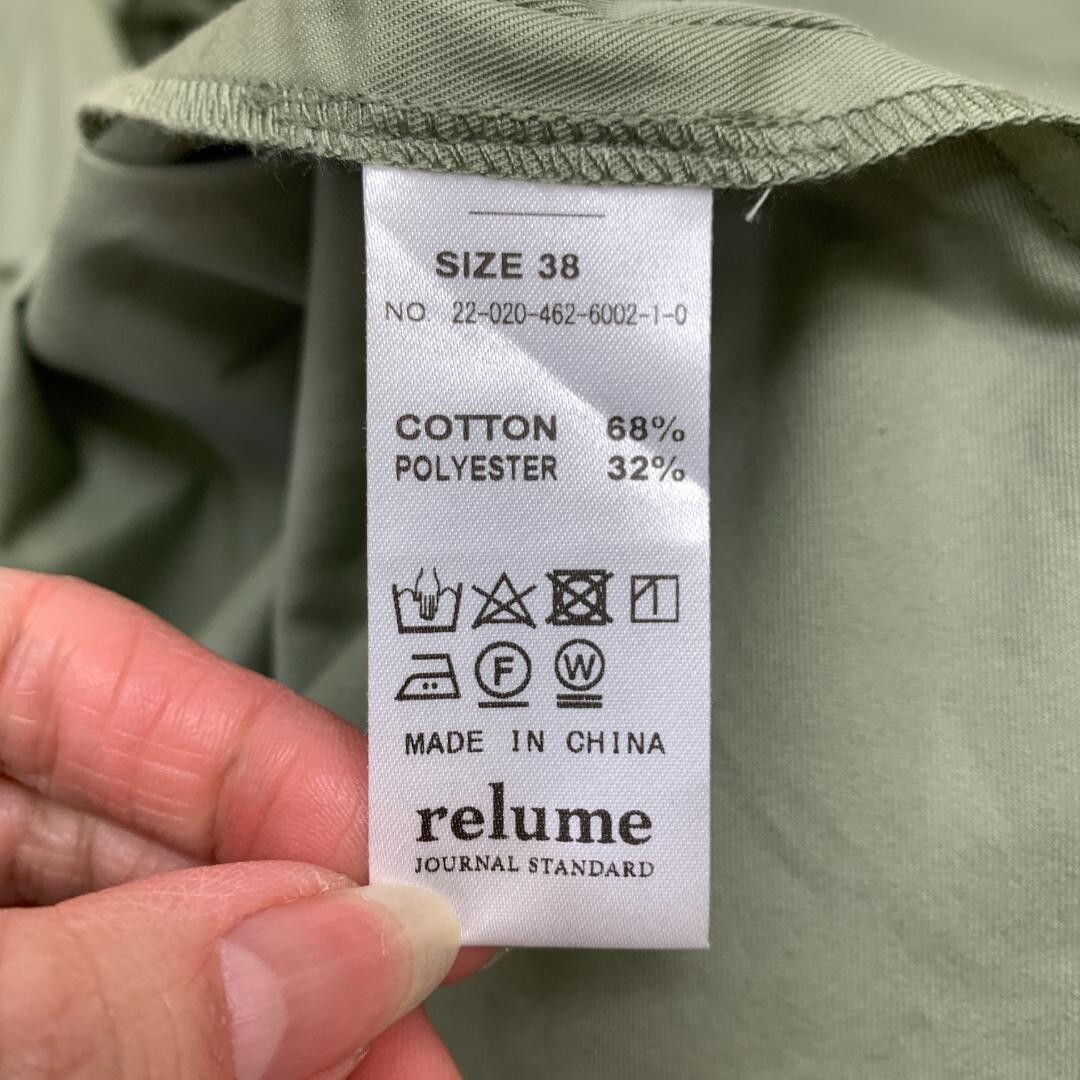 SIZE 38
NO. 22-020-462-6002-1-0
COTTON 68%
POLYESTER 32%
F W
MADE IN CHINA
relume
JOURNAL STANDARD